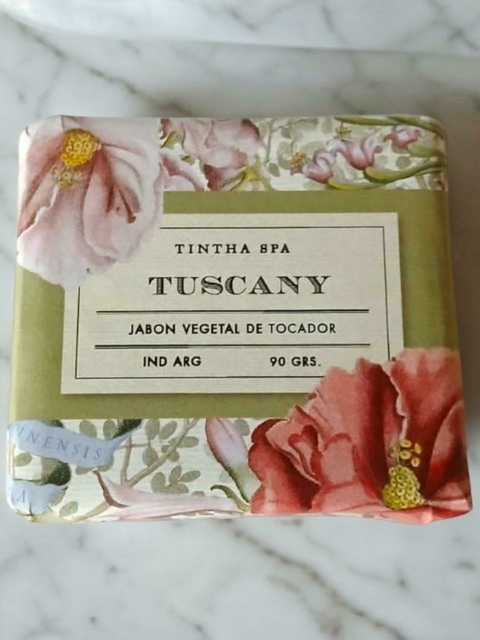 TINTHA SPA
TUSCANY
JABON VEGETAL DE TOCADOR
IND ARG 90 GRS.
NENSIS